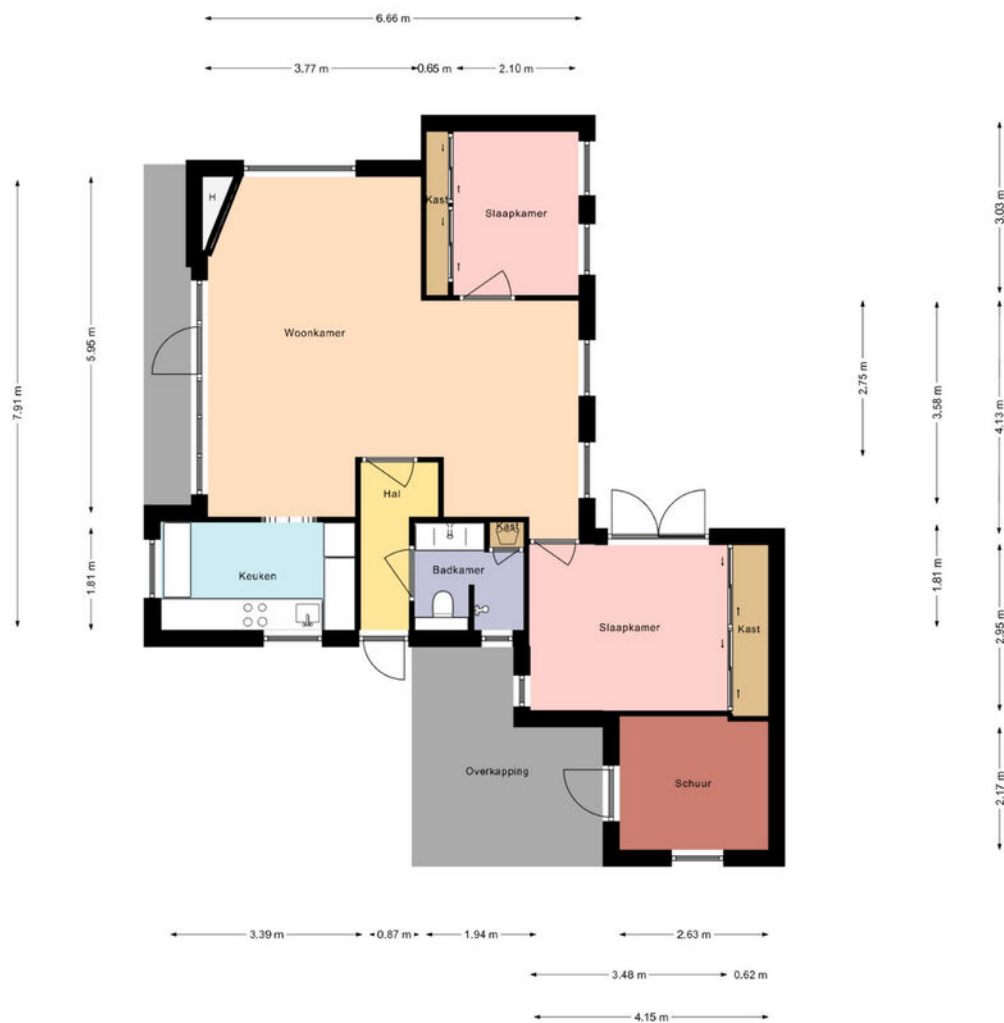 6.66 m
3.77 m
0.65 m
2.10 m
H
Kast
Slaapkamer
3.03 m
Woonkamer
5.95 m
7.91 m
2.75 m
3.58 m
4.13 m
Hal
Kast
Keuken
Badkamer
1.81 m
1.81 m
Slaapkamer
Kast
2.95 m
Overkapping
Schuur
2.17 m
3.39 m
0.87 m
1.94 m
2.63 m
3.48 m
0.62 m
4.15 m